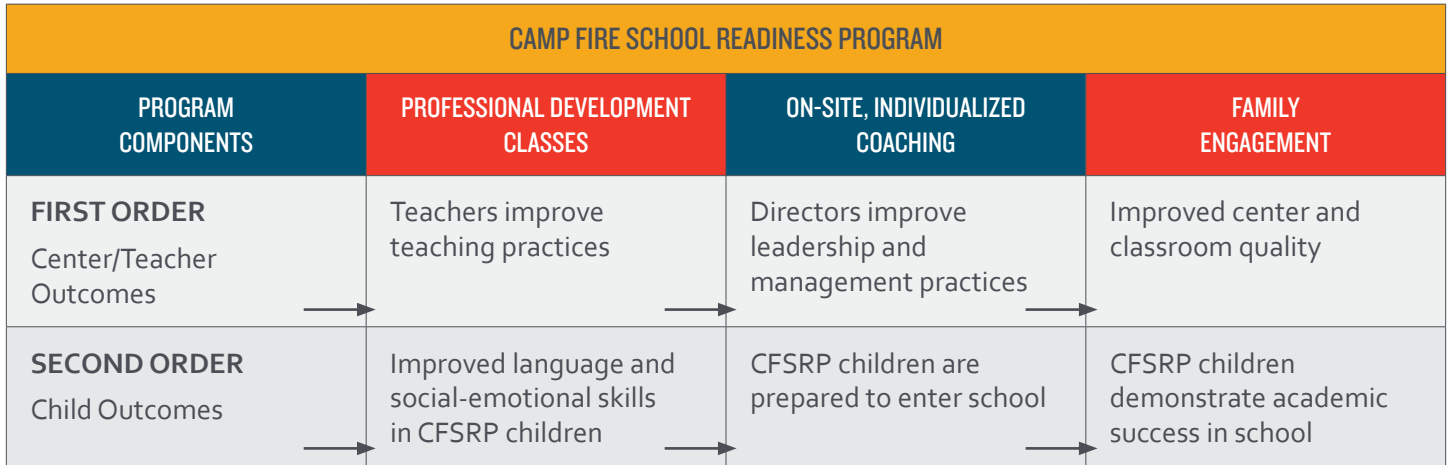 CAMP FIRE SCHOOL READINESS PROGRAM
PROGRAM
COMPONENTS
PROFESSIONAL DEVELOPMENT
CLASSES
ON-SITE, INDIVIDUALIZED
COACHING
FAMILY
ENGAGEMENT
FIRST ORDER
Center/Teacher
Outcomes
Teachers improve
teaching practices
Directors improve
leadership and
management practices
Improved center and
classroom quality
SECOND ORDER
Child Outcomes
Improved language and
social-emotional skills
in CFSRP children
CFSRP children are
prepared to enter school
CFSRP children
demonstrate academic
success in school